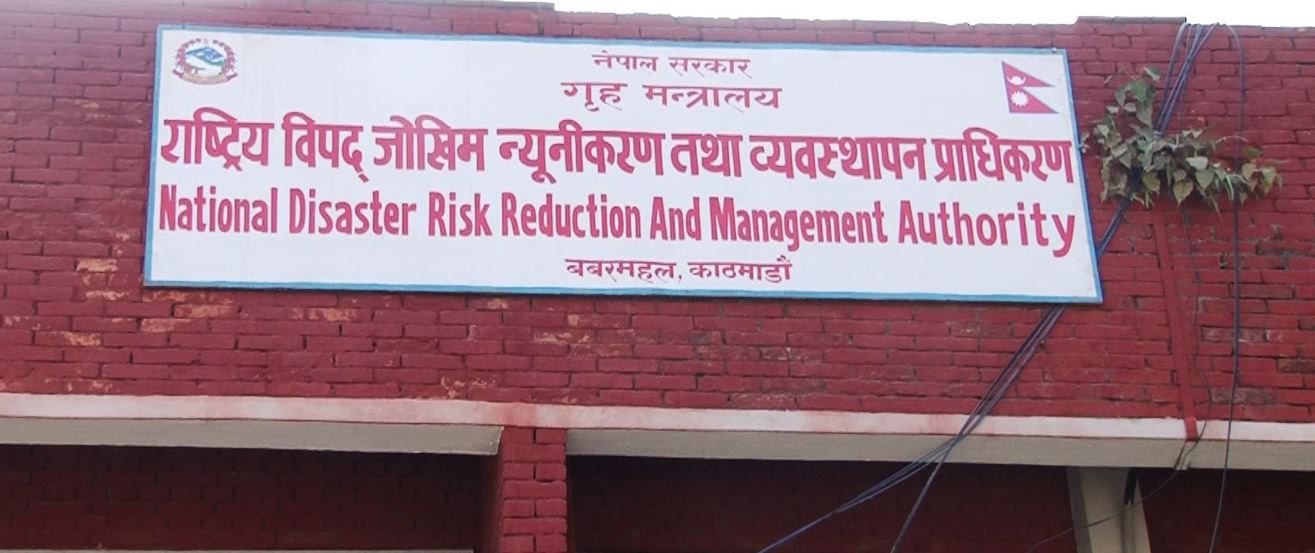 नेपाल सरकार
गृह मन्त्रालय
राष्ट्रिय विपद् जोखिम न्यूनीकरण तथा व्यवस्थापन प्राधिकरण
National Disaster Risk Reduction And Management Authority
बबरमहल, काठमाडौं